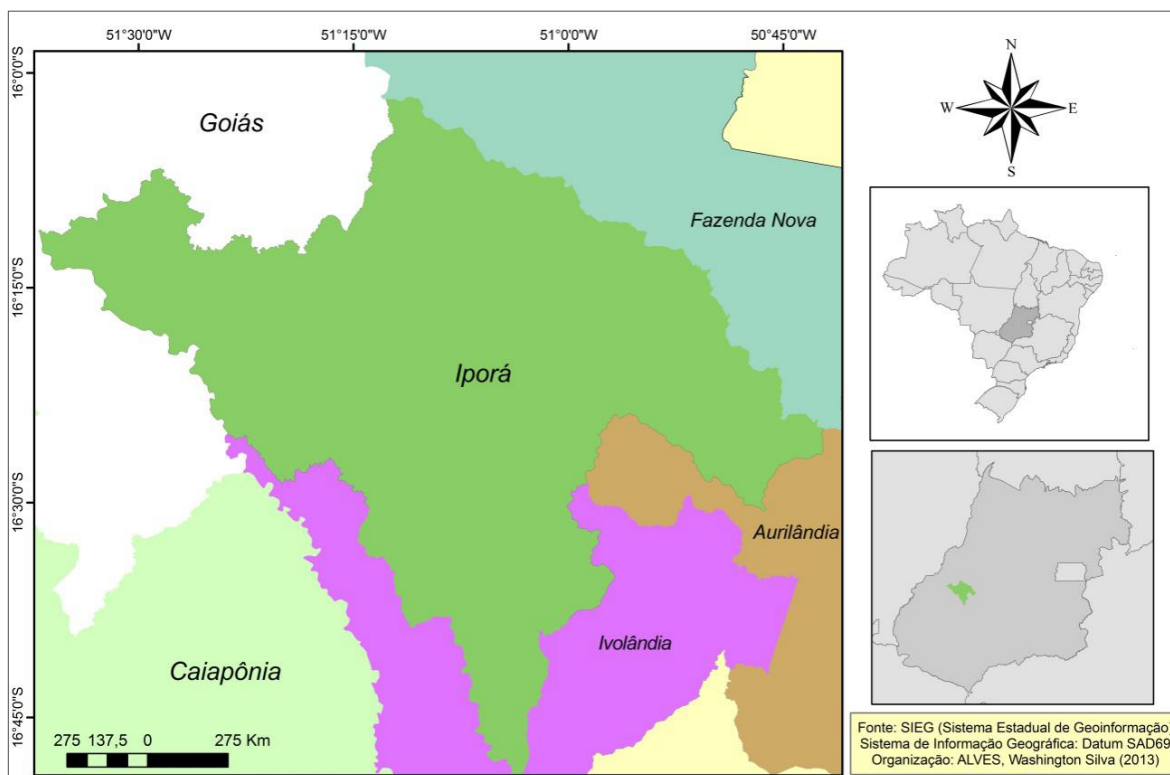 51°30'0"W
51°15'0"W
51°0'0"W
50°45'0"W
16°0'0"S
16°15'0"S
16°30'0"S
16°45'0"S
Goiás
Fazenda Nova
Iporá
Aurilândia
Ivolândia
Caiapônia
275 137,5 0 275 Km
N
W E
S
Fonte: SIEG (Sistema Estadual de Geoinformação)
Sistema de Informação Geográfica: Datum SAD69
Organização: ALVES, Washington Silva (2013)